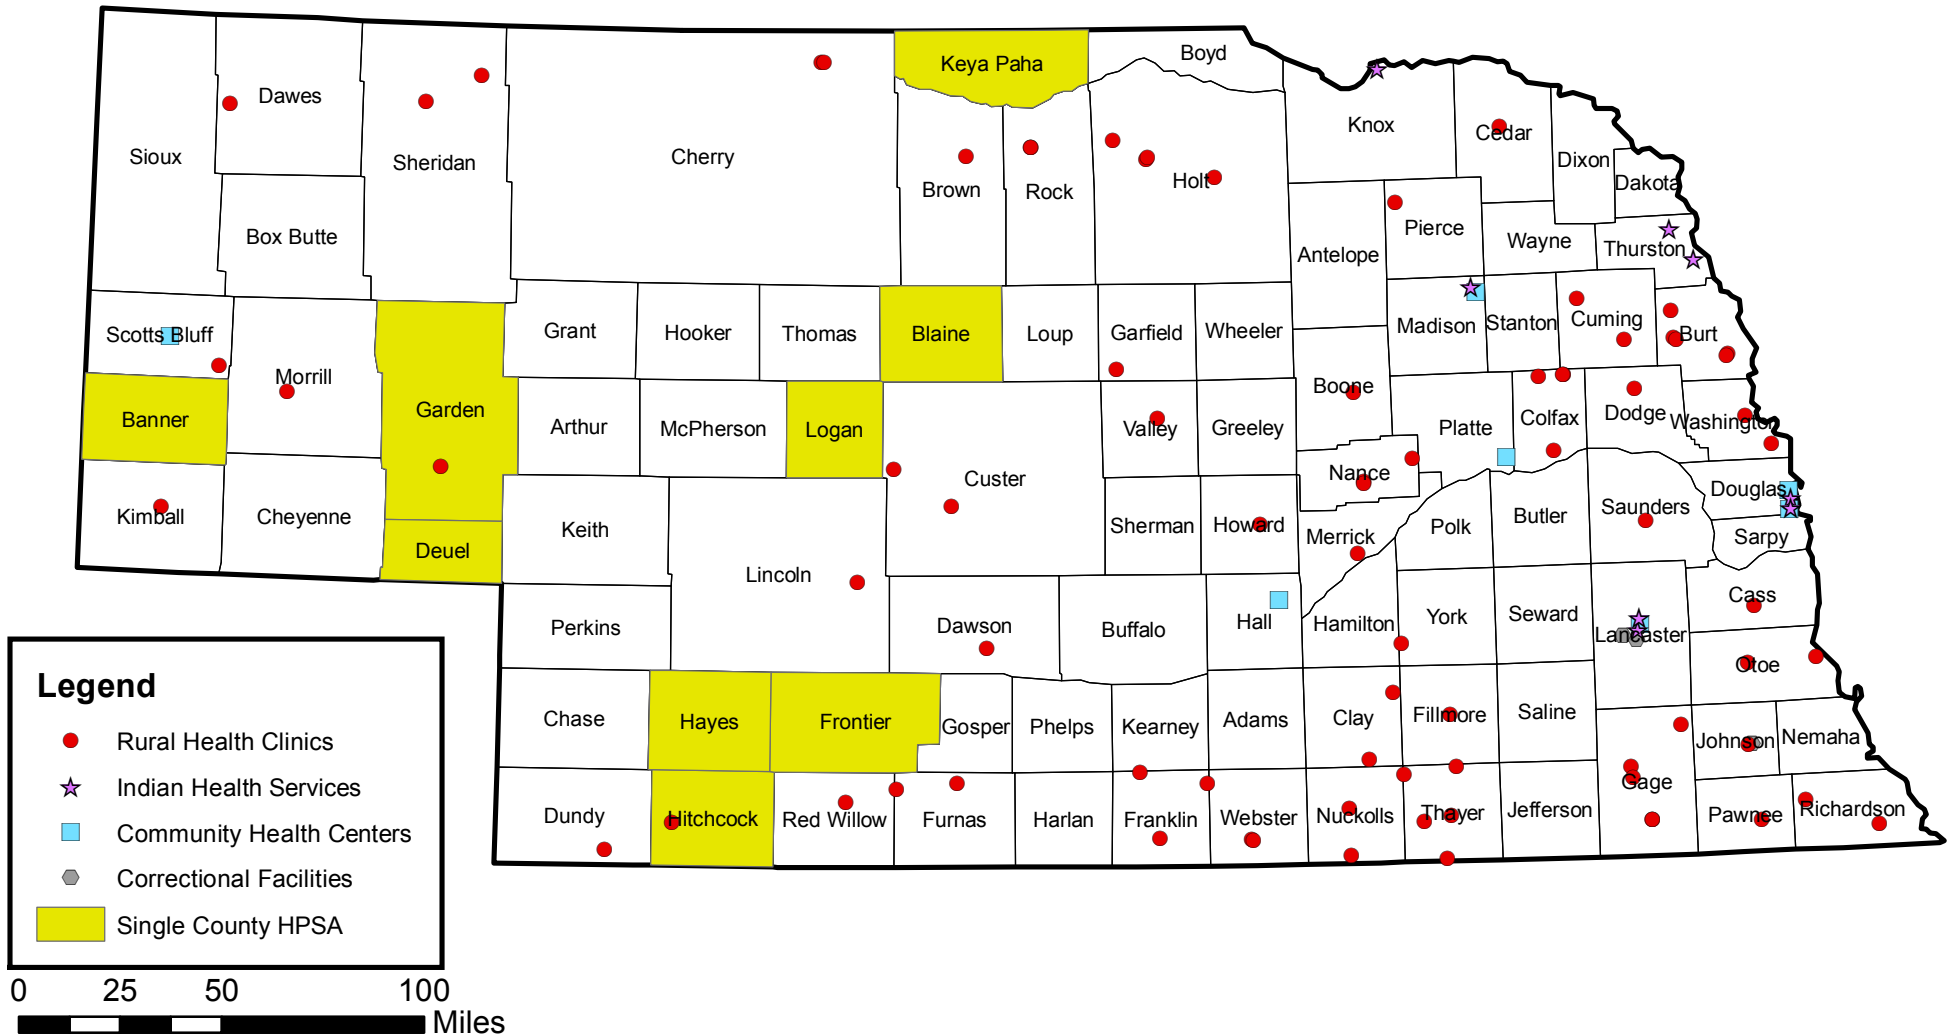 Boyd
Keya Paha
Dawes
Knox
Cedar
Sioux
Sheridan
Cherry
Dixon
Brown
Rock
Holt
Dakota
Box Butte
Pierce
Wayne
Antelope
Thurston
Scotts Bluff
Grant
Hooker
Thomas
Blaine
Loup
Garfield
Wheeler
Madison
Stanton
Cuming
Burt
Morrill
Boone
Banner
Garden
Arthur
McPherson
Logan
Valley
Greeley
Platte
Colfax
Dodge
Washington
Custer
Nance
Douglas
Kimball
Cheyenne
Keith
Sherman
Howard
Merrick
Polk
Butler
Saunders
Sarpy
Deuel
Lincoln
Cass
Perkins
Dawson
Buffalo
Hall
Hamilton
York
Seward
Lancaster
Otoe
Chase
Hayes
Frontier
Gosper
Phelps
Kearney
Adams
Clay
Fillmore
Saline
Johnson
Nemaha
Gage
Dundy
Hitchcock
Red Willow
Furnas
Harlan
Franklin
Webster
Nuckolls
Thayer
Jefferson
Pawnee
Richardson
Legend
Rural Health Clinics
Indian Health Services
Community Health Centers
Correctional Facilities
Single County HPSA
0 25 50 100
Miles